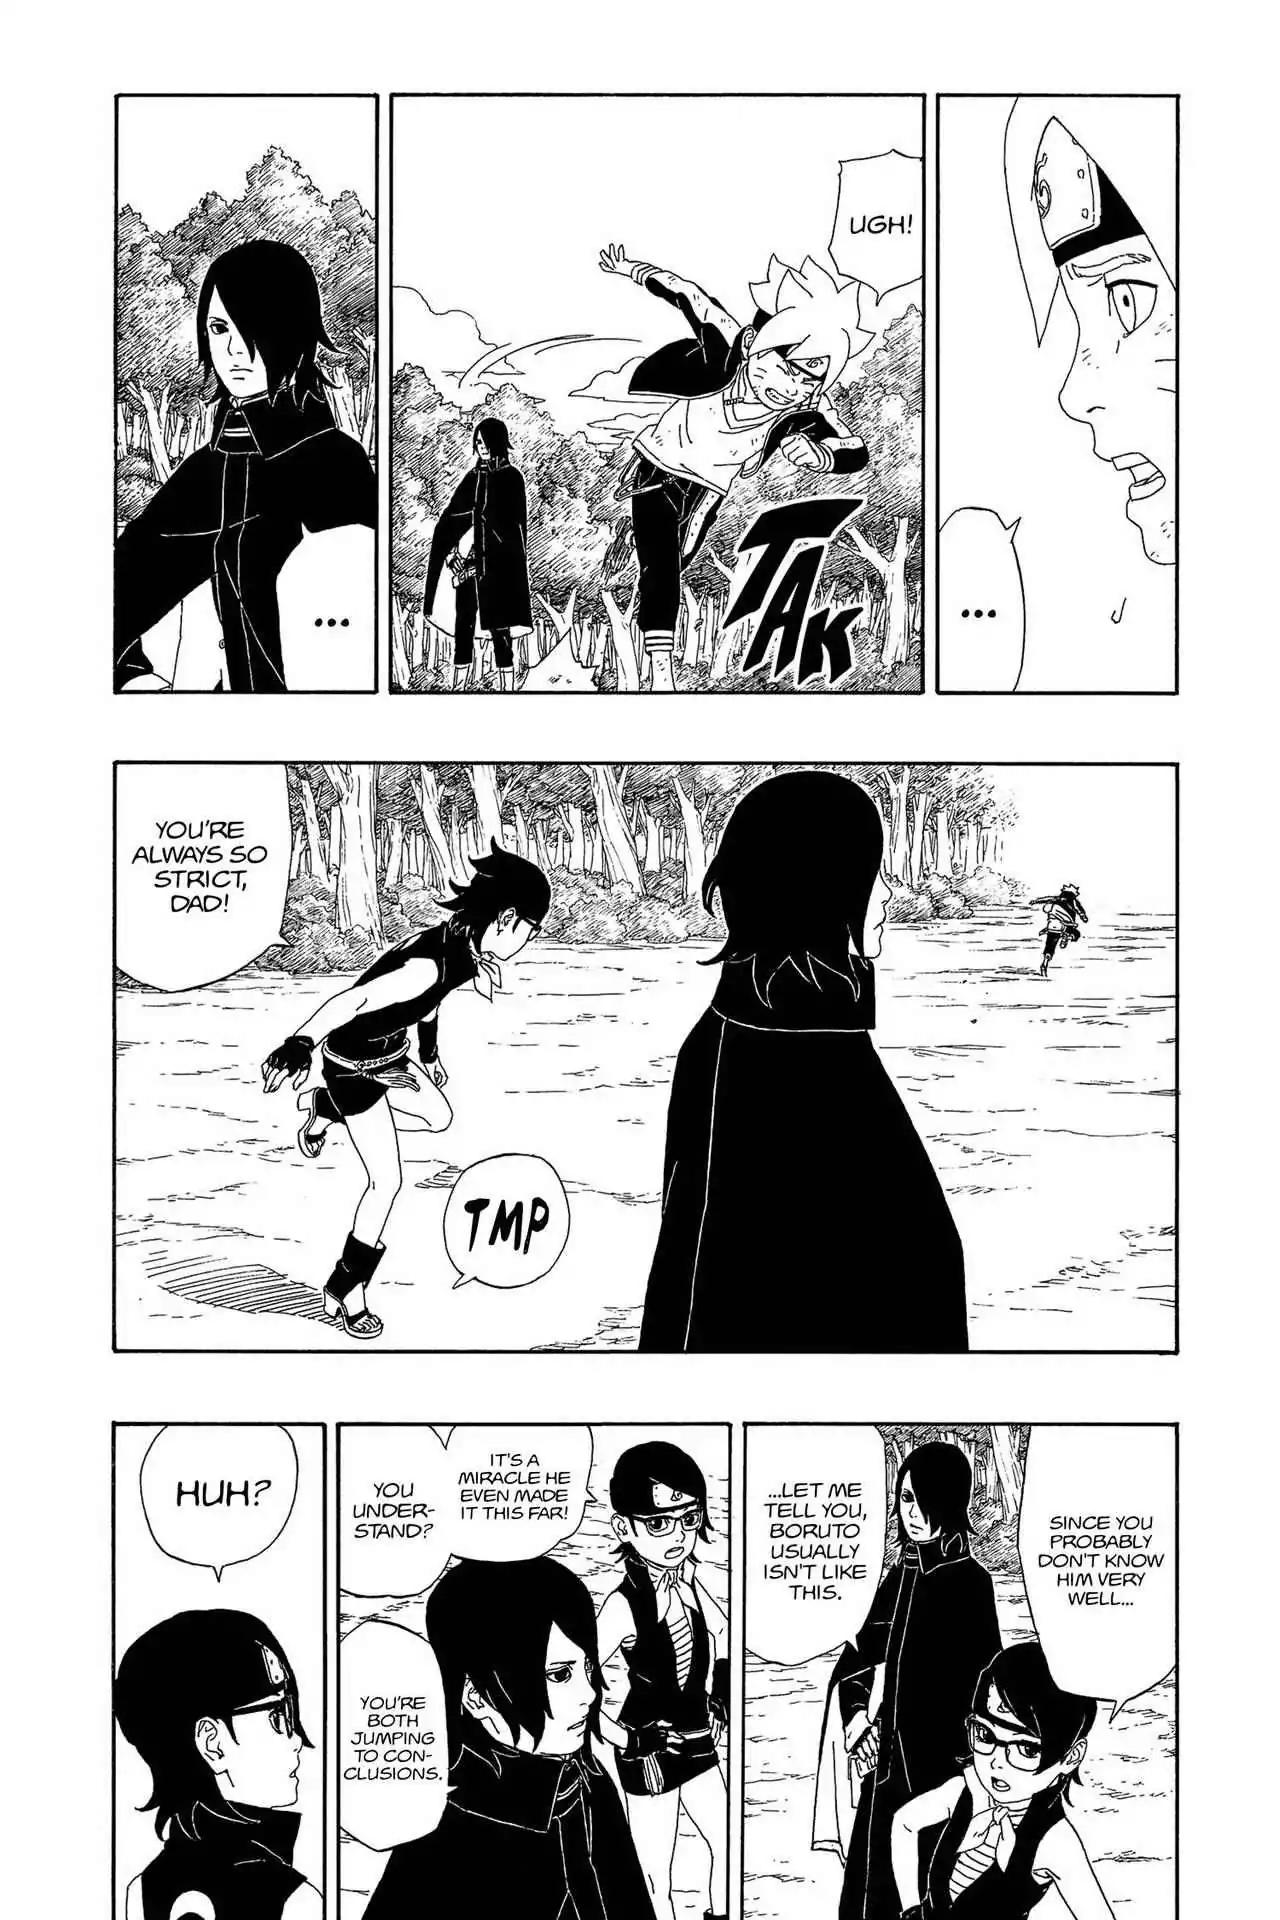 ...
UGH!
TAK
...
YOU'RE
ALWAYS SO
STRICT,
DAD!
TMP
SINCE YOU
PROBABLY
DON'T KNOW
HIM VERY
WELL...
...LET ME
TELL YOU,
BORUTO
USUALLY
ISN'T LIKE
THIS.
IT'S A
MIRACLE HE
EVEN MADE
IT THIS FAR!
YOU
UNDER-
STAND?
YOU'RE
BOTH
JUMPING
TO CON-
CLUSIONS.
HUH?